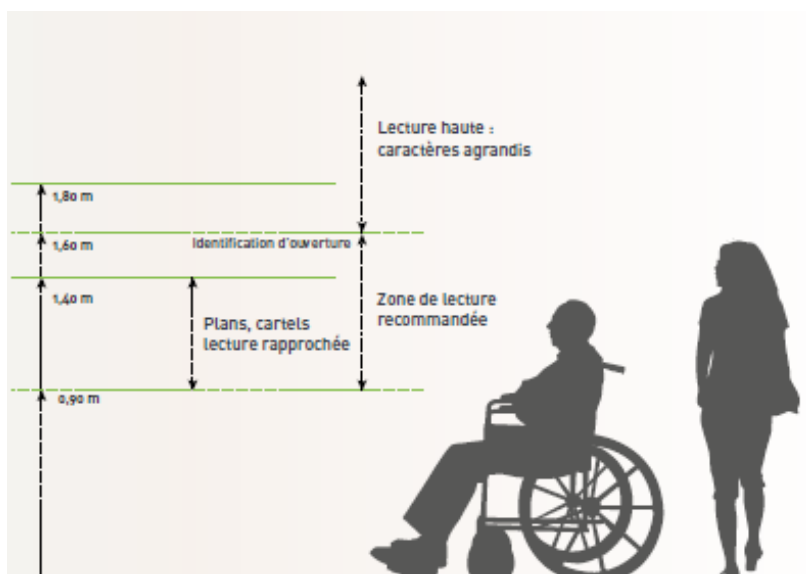 Lecture haute :
caractères agrandis
1,80 m
1,60 m
Identification d'ouverture
1,40 m
Zone de lecture
recommandée
Plans, cartels
lecture rapprochée
0,90 m